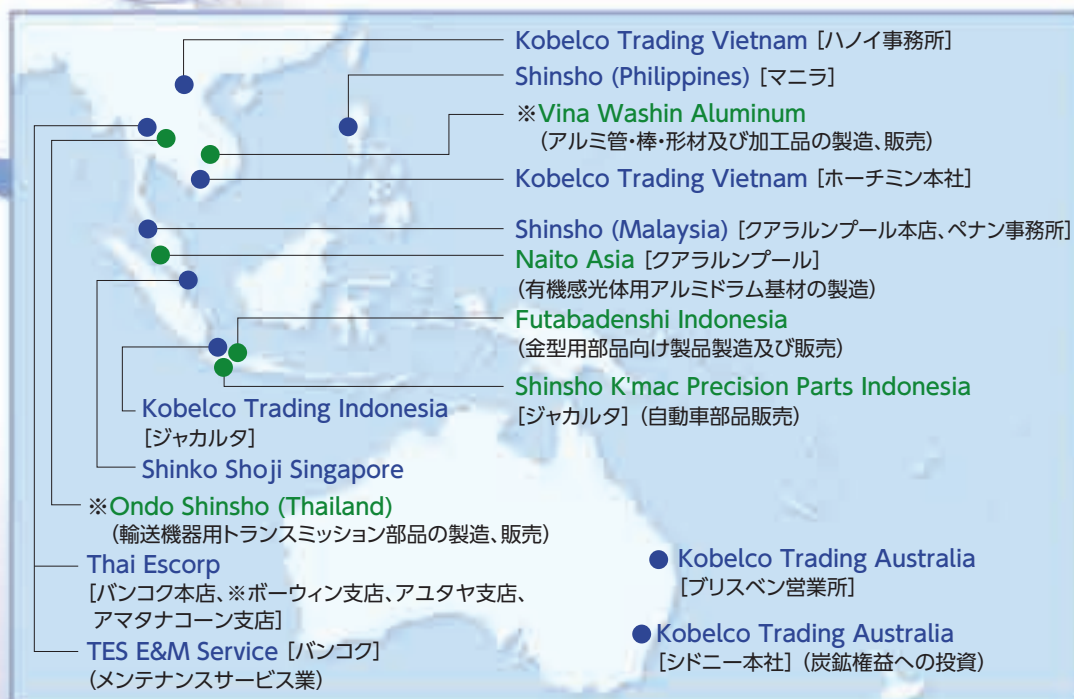 Kobelco Trading Vietnam [ハノイ事務所]
Shinsho (Philippines) [マニラ]
※Vina Washin Aluminum
(アルミ管・棒・形材及び加工品の製造、販売)
Kobelco Trading Vietnam [ホーチミン本社]
Shinsho (Malaysia) [クアラルンプール本店、ペナン事務所]
Naito Asia [クアラルンプール]
(有機感光体用アルミドラム基材の製造)
Futabadenshi Indonesia
(金型用部品向け製品製造及び販売)
Shinsho K'mac Precision Parts Indonesia
[ジャカルタ] (自動車部品販売)
Kobelco Trading Indonesia
[ジャカルタ]
Shinko Shoji Singapore
※Ondo Shinsho (Thailand)
(輸送機器用トランスミッション部品の製造、販売)
Thai Escorp
[バンコク本店、※ボーウィン支店、アユタヤ支店、
アマタナコーン支店]
TES E&M Service [バンコク]
(メンテナンスサービス業)
Kobelco Trading Australia
[ブリスベン営業所]
Kobelco Trading Australia
[シドニー本社] (炭鉱権益への投資)